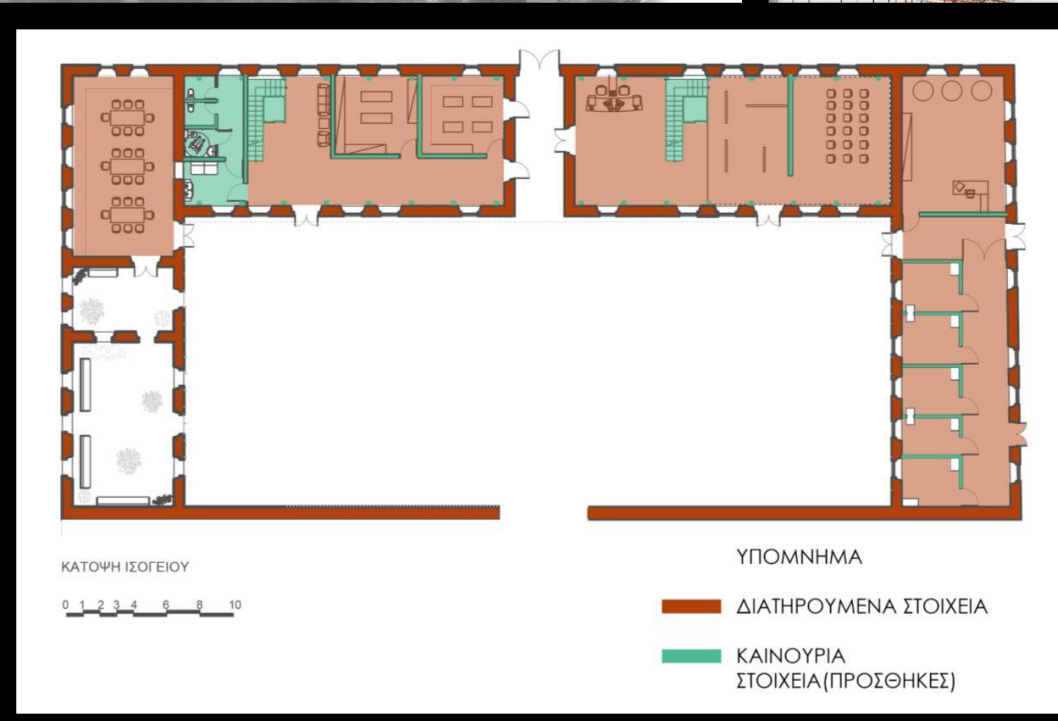 ΚΑΤΟΨΗ ΙΣΟΓΕΙΟΥ
0 1 2 3 4 6 8 10
ΥΠΟΜΝΗΜΑ
ΔΙΑΤΗΡΟΥΜΕΝΑ ΣΤΟΙΧΕΙΑ
ΚΑΙΝΟΥΡΙΑ
ΣΤΟΙΧΕΙΑ(ΠΡΟΣΘΗΚΕΣ)